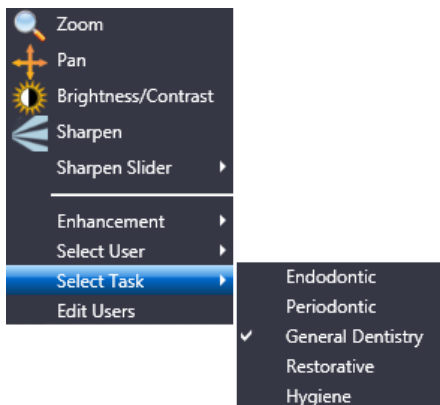 Zoom
Pan
Brightness/Contrast
Sharpen
Sharpen Slider
Enhancement
Select User
Select Task
Edit Users
Endodontic
Periodontic
General Dentistry
Restorative
Hygiene